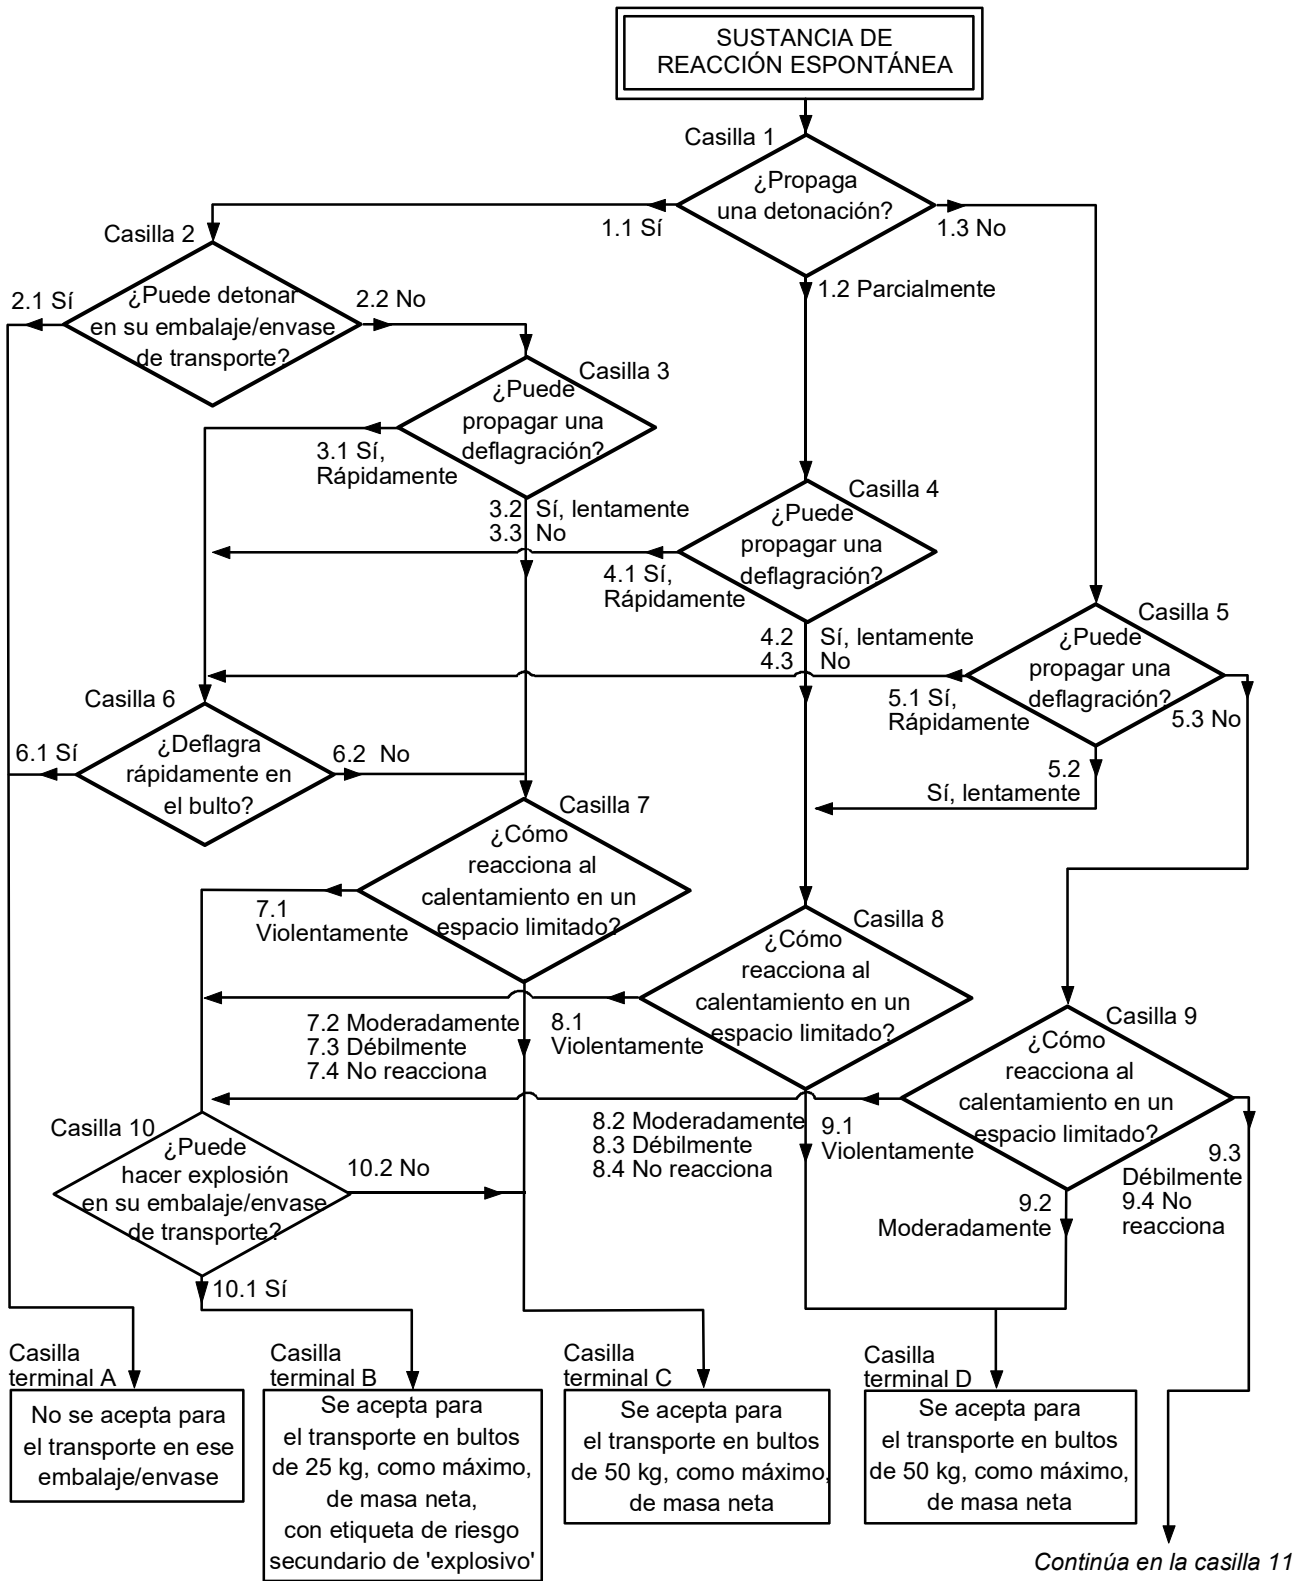 SUSTANCIA DE
REACCIÓN ESPONTÁNEA
Casilla 1
¿Propaga
una detonación?
1.1 Sí
1.3 No
1.2 Parcialmente
Casilla 2
¿Puede detonar
en su embalaje/envase
de transporte?
2.1 Sí
2.2 No
Casilla 3
¿Puede
propagar una
deflagración?
3.1 Sí,
Rápidamente
3.2 Sí, lentamente
3.3 No
Casilla 4
¿Puede
propagar una
deflagración?
4.1 Sí,
Rápidamente
4.2 Sí, lentamente
4.3 No
Casilla 5
¿Puede
propagar una
deflagración?
5.1 Sí,
Rápidamente
5.3 No
5.2
Sí, lentamente
Casilla 6
¿Deflagra
rápidamente en
el bulto?
6.1 Sí
6.2 No
Casilla 7
¿Cómo
reacciona al
calentamiento en un
espacio limitado?
7.1
Violentamente
7.2 Moderadamente
7.3 Débilmente
7.4 No reacciona
Casilla 8
¿Cómo
reacciona al
calentamiento en un
espacio limitado?
8.1
Violentamente
8.2 Moderadamente
8.3 Débilmente
8.4 No reacciona
Casilla 9
¿Cómo
reacciona al
calentamiento en un
espacio limitado?
9.1
Violentamente
9.2
Moderadamente
9.3
Débilmente
9.4 No
reacciona
Casilla 10
¿Puede
hacer explosión
en su embalaje/envase
de transporte?
10.2 No
10.1 Sí
Casilla
terminal A
No se acepta para
el transporte en ese
embalaje/envase
Casilla
terminal B
Se acepta para
el transporte en bultos
de 25 kg, como máximo,
de masa neta,
con etiqueta de riesgo
secundario de 'explosivo'
Casilla
terminal C
Se acepta para
el transporte en bultos
de 50 kg, como máximo,
de masa neta
Casilla
terminal D
Se acepta para
el transporte en bultos
de 50 kg, como máximo,
de masa neta
Continúa en la casilla 11